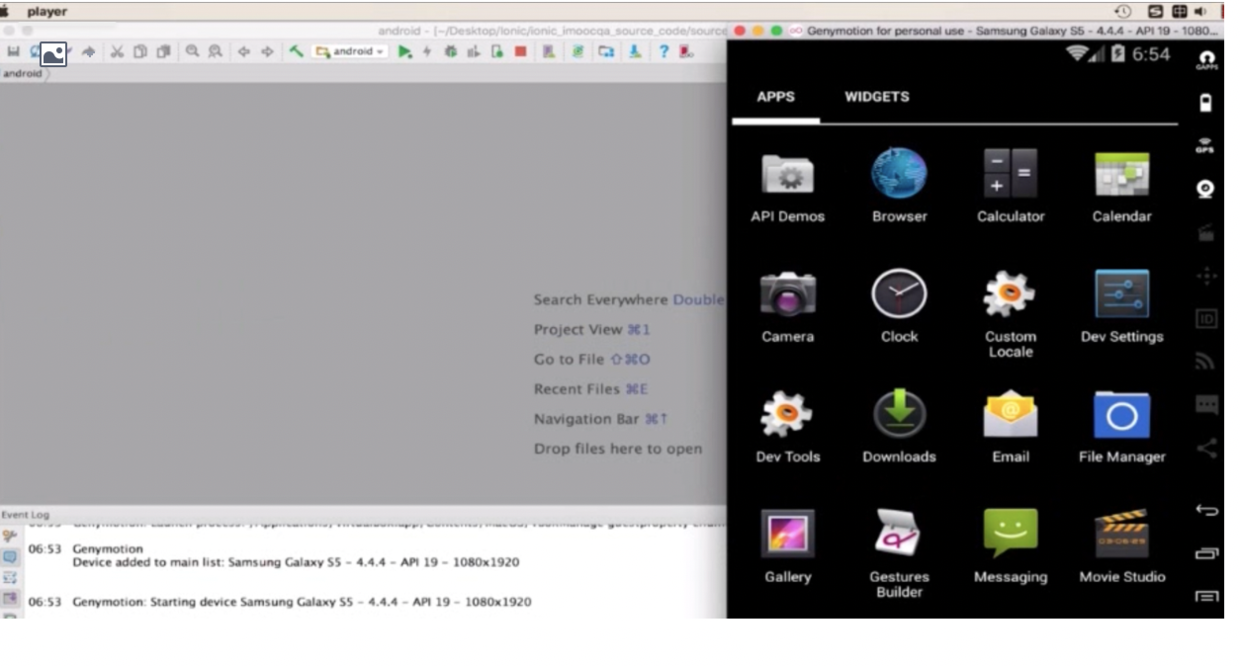 player
android - [~/Desktop/Ionic/ionic_imoocqa_source_code/source
Genymotion for personal use - Samsung Galaxy S5 - 4.4.4 - API 19 - 1080...
android
android
6:54
GAPPS
APPS
WIDGETS
GPS
API Demos
Browser
Calculator
Calendar
Search Everywhere Double
Project View ⌘1
Go to File ⇧⌘O
Recent Files ⌘E
Navigation Bar ⌘↑
Drop files here to open
Camera
Clock
Custom
Locale
Dev Settings
ID
Dev Tools
Downloads
Email
File Manager
Gallery
Gestures
Builder
Messaging
Movie Studio
Event Log
06:53 Genymotion
Device added to main list: Samsung Galaxy S5 - 4.4.4 - API 19 - 1080x1920
06:53 Genymotion: Starting device Samsung Galaxy S5 - 4.4.4 - API 19 - 1080x1920